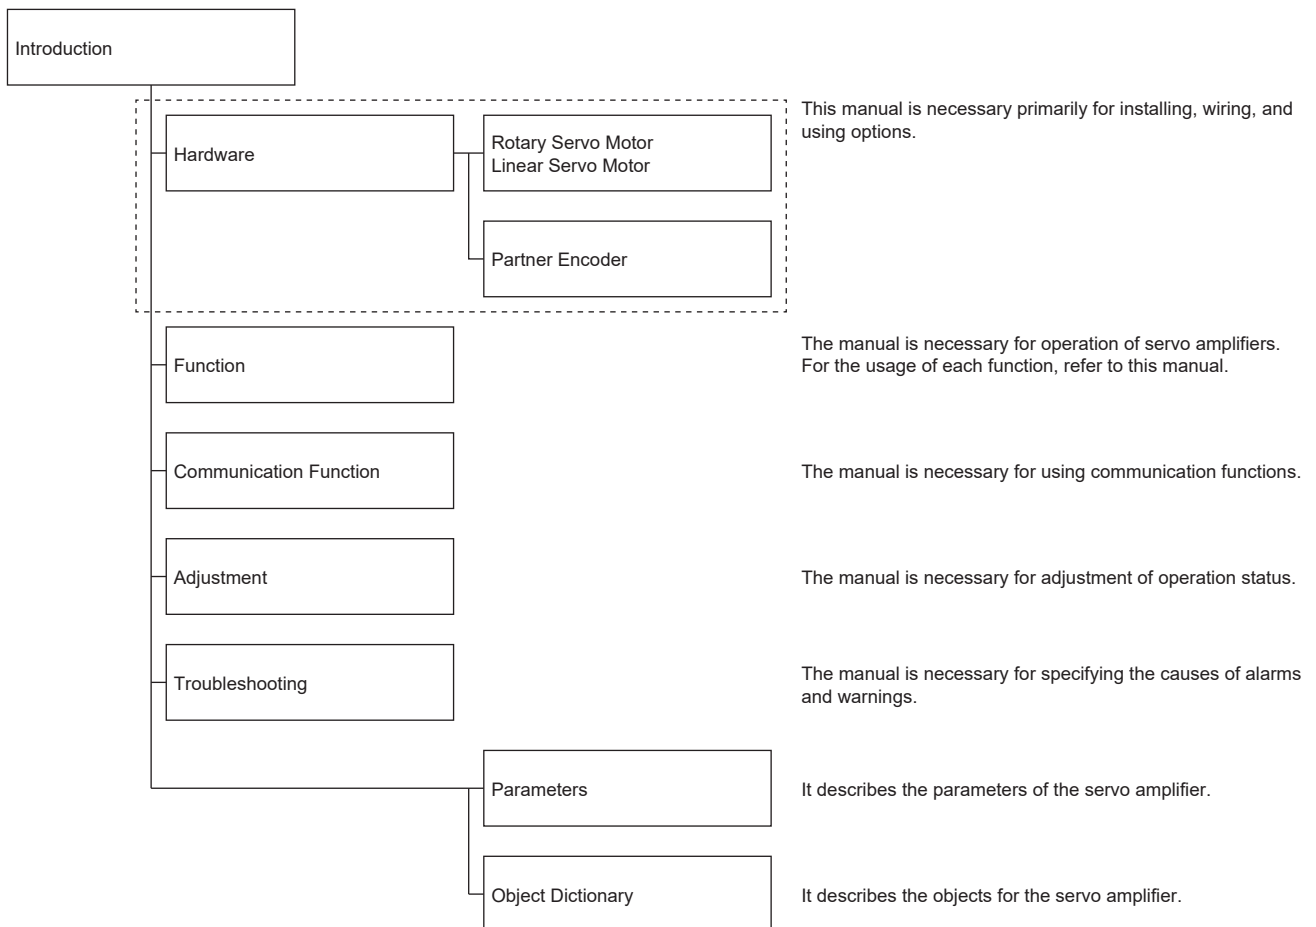 Introduction
This manual is necessary primarily for installing, wiring, and
using options.
Hardware
Rotary Servo Motor
Linear Servo Motor
Partner Encoder
Function
The manual is necessary for operation of servo amplifiers.
For the usage of each function, refer to this manual.
Communication Function
The manual is necessary for using communication functions.
Adjustment
The manual is necessary for adjustment of operation status.
Troubleshooting
The manual is necessary for specifying the causes of alarms
and warnings.
Parameters
It describes the parameters of the servo amplifier.
Object Dictionary
It describes the objects for the servo amplifier.